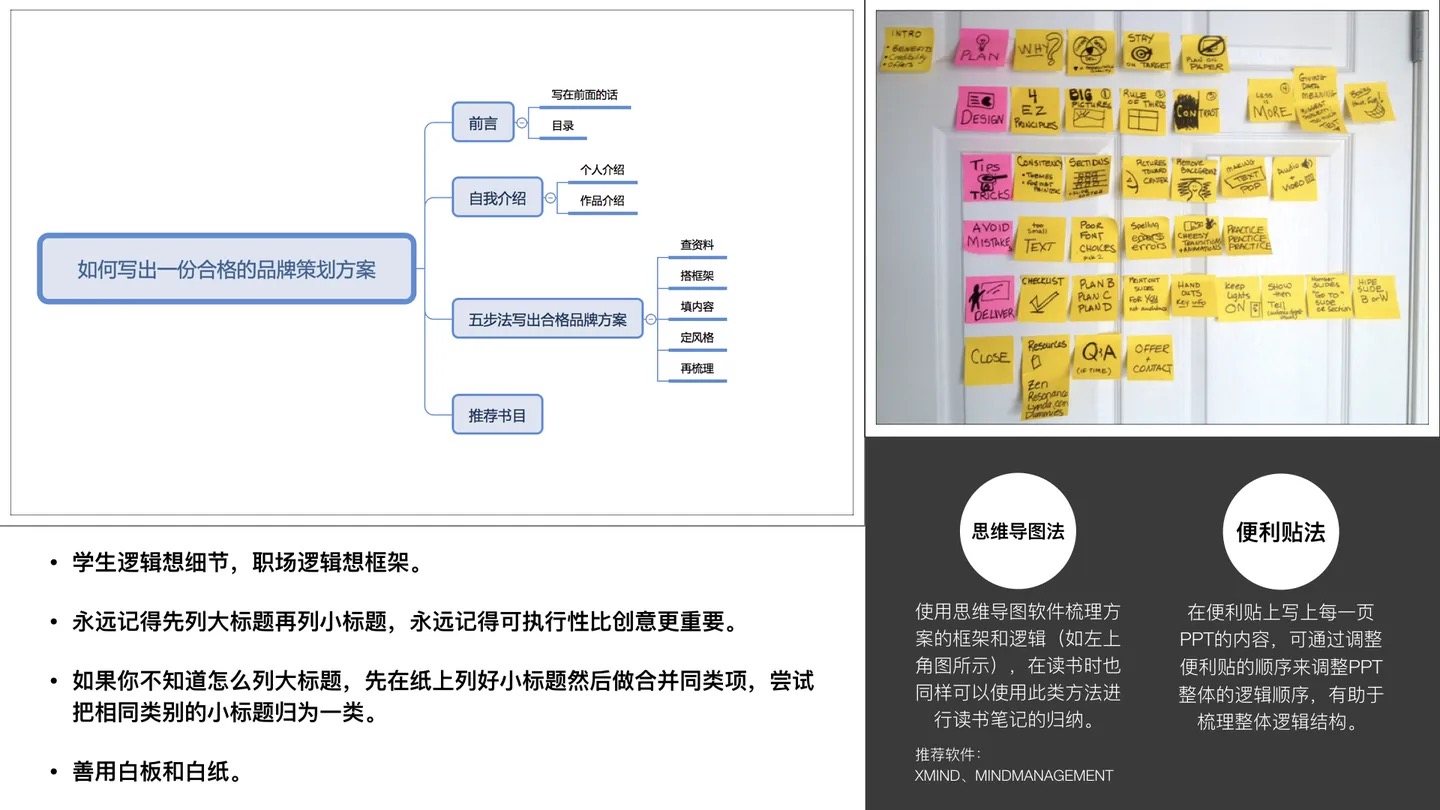 如何写出一份合格的品牌策划方案
前言
写在前面的话
目录
自我介绍
个人介绍
作品介绍
五步法写出合格品牌方案
查资料
搭框架
填内容
定风格
再梳理
推荐书目
INTRO
• BENEFITS
• Credibility
• Offers
PLAN
WHY?
STAY
ON TARGET
PLAN ON
PAPER
DESIGN
4
EZ
PRINCIPLES
BIG
PICTURES
RULE
OF THIRDS
CONTRAST
LESS
IS
MORE
GIVING
DATA
MEANING
TIPS
TRICKS
CONSISTENCY
• THEMES
• FORMAT
PAINTER
SECTIONS
PICTURES
TOWARD
CENTER
Remove
BACKGROUND
MAKING
TEXT
POP
Audio
+
VIDEO
AVOID
MISTAKES
too
small
TEXT
POOR
FONT
CHOICES
Spelling
errors
CHEESY
TRANSITIONS
+ ANIMATIONS
PRACTICE
PRACTICE
PRACTICE
DELIVER
CHECKLIST
PLAN B
PLAN C
PLAN D
PRINT OUT
SLIDES
FOR YOU
HAND
OUTS
KEY INFO
Keep
Lights
ON
SHOW
then
Tell
NUMBER
SLIDES
"GO TO"
SLIDE
OR SECTION
HIDE
SLIDE
B or W
CLOSE
Resources
Q&A
(IF TIME)
OFFER
+
CONTACT
Zen
Resonance
Lynda.com
Dummies
• 学生逻辑想细节，职场逻辑想框架。
• 永远记得先列大标题再列小标题，永远记得可执行性比创意更重要。
• 如果你不知道怎么列大标题，先在纸上列好小标题然后做合并同类项，尝试
把相同类别的小标题归为一类。
• 善用白板和白纸。
思维导图法
使用思维导图软件梳理方
案的框架和逻辑（如左上
角图所示），在读书时也
同样可以使用此类方法进
行读书笔记的归纳。
推荐软件：
XMIND、MINDMANAGEMENT
便利贴法
在便利贴上写上每一页
PPT的内容，可通过调整
便利贴的顺序来调整PPT
整体的逻辑顺序，有助于
梳理整体逻辑结构。